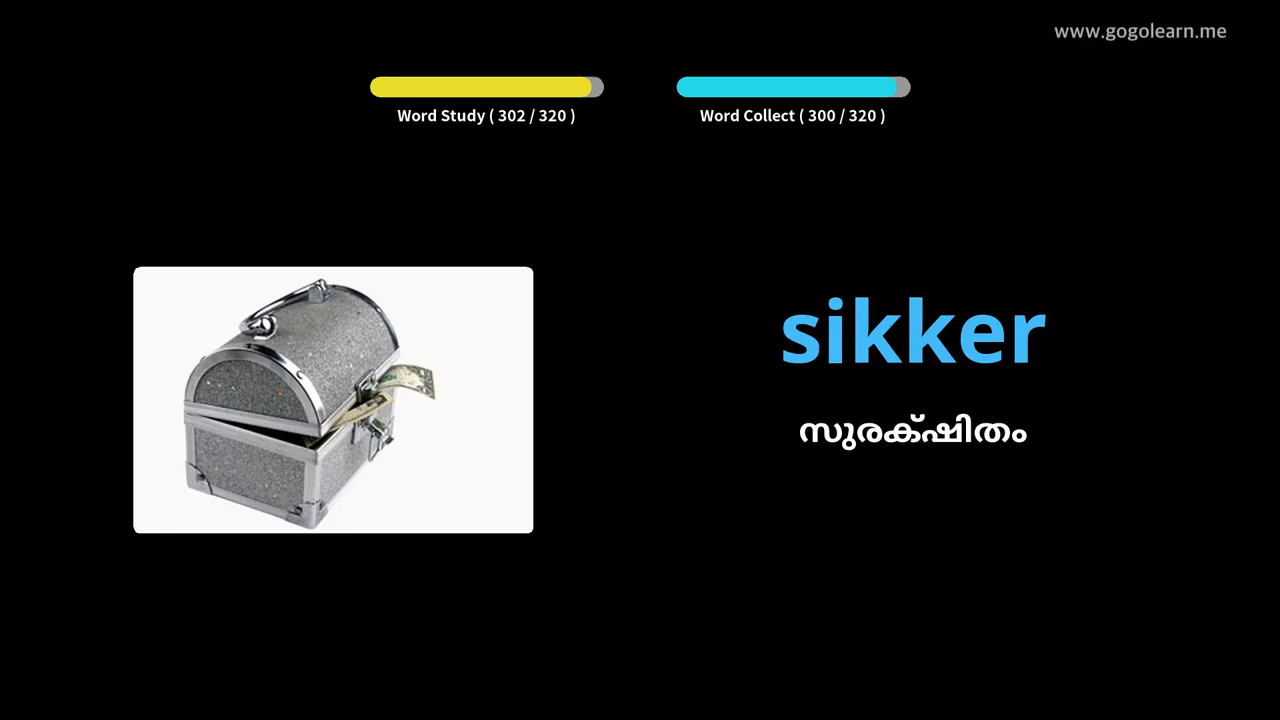 www.gogolearn.me
Word Study ( 302 / 320 )
Word Collect ( 300 / 320 )
sikker
സുരക്ഷിതം